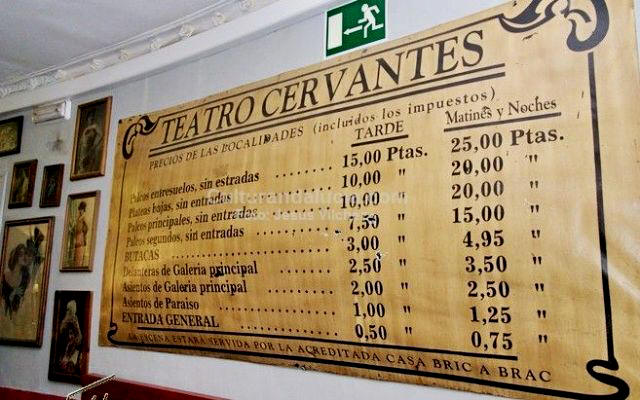 TEATRO CERVANTES
PRECIOS DE LAS LOCALIDADES (incluidos los impuestos)
TARDE Matinés y Noches
Palcos entresuelos, sin estradas 15,00 Ptas. 25,00 Ptas.
Plateas bajas, sin entradas 10,00 " 20,00 "
Palcos principales, sin entradas 10,00 " 20,00 "
Palcos segundos, sin entradas 7,50 " 15,00 "
BUTACAS 3,00 " 4,95 "
Delanteras de Galería principal 2,50 " 3,50 "
Asientos de Galería principal 2,00 " 2,50 "
Asientos de Paraiso 1,00 " 1,25 "
ENTRADA GENERAL 0,50 " 0,75 "
LA ESCENA ESTARA SERVIDA POR LA ACREDITADA CASA BRIC A BRAC